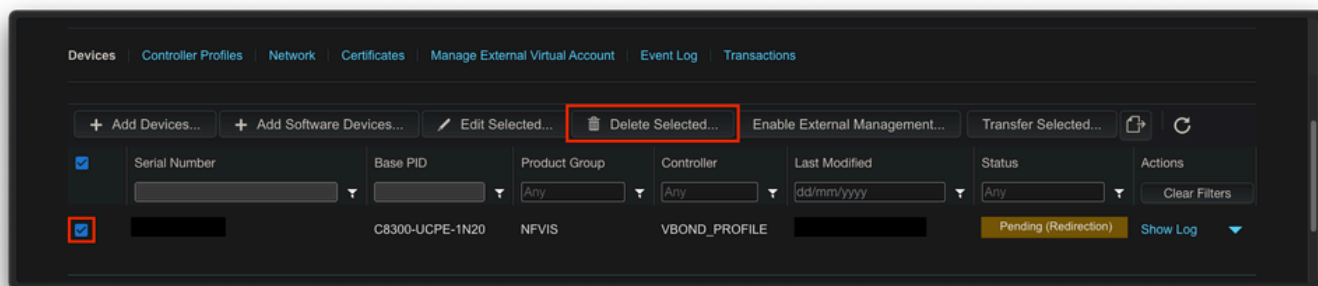 Devices Controller Profiles Network Certificates Manage External Virtual Account Event Log Transactions
+ Add Devices... + Add Software Devices... Edit Selected... Delete Selected... Enable External Management... Transfer Selected...
Serial Number Base PID Product Group Controller Last Modified Status Actions
Any Any dd/mm/yyyy Any Clear Filters
C8300-UCPE-1N20 NFVIS VBOND_PROFILE Pending (Redirection) Show Log